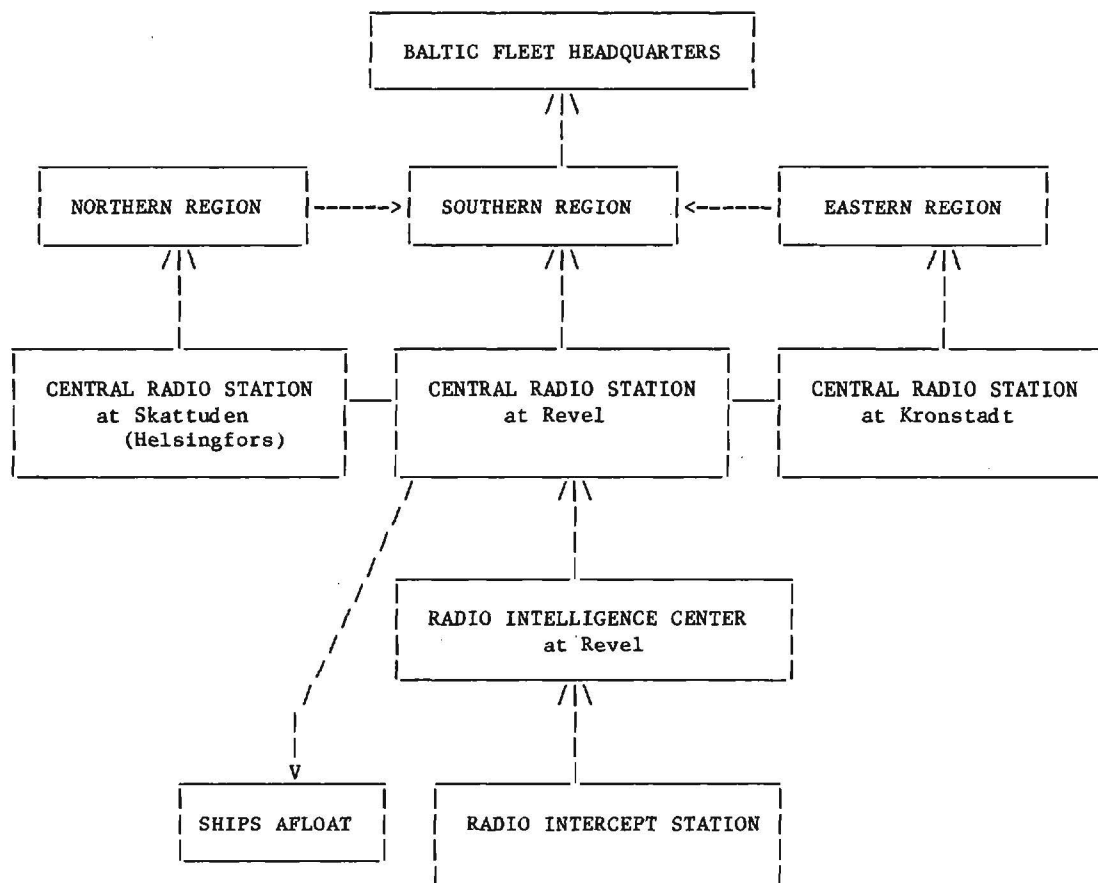 BALTIC FLEET HEADQUARTERS
NORTHERN REGION
SOUTHERN REGION
EASTERN REGION
CENTRAL RADIO STATION
at Skattuden
(Helsingfors)
CENTRAL RADIO STATION
at Revel
CENTRAL RADIO STATION
at Kronstadt
RADIO INTELLIGENCE CENTER
at Revel
SHIPS AFLOAT
RADIO INTERCEPT STATION